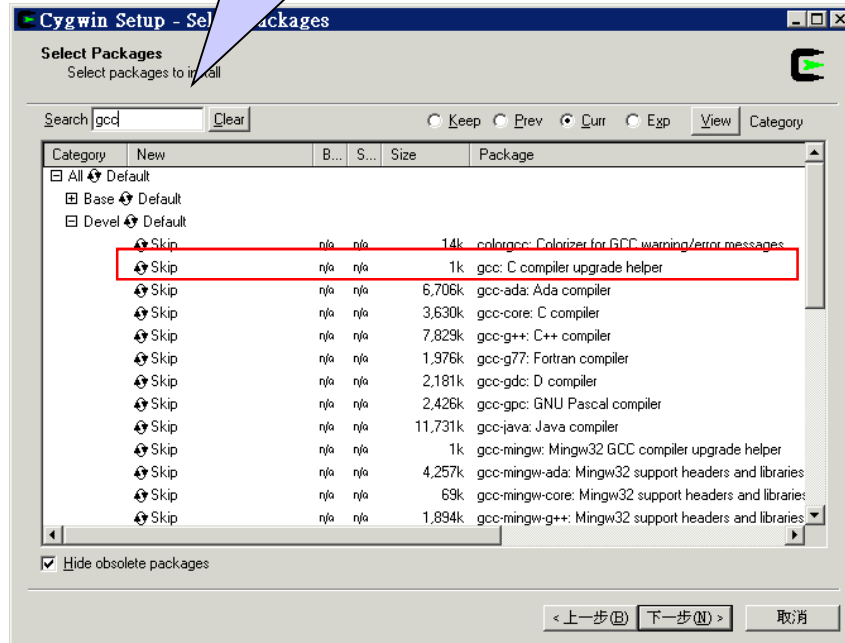 Cygwin Setup - Sel ackages
Select Packages
Select packages to install
Search gcc Clear Keep Prev Curr Exp View Category
Category New B... S... Size Package
All Default
Base Default
Devel Default
Skip n/a n/a 14k colorgcc: Colorizer for GCC warning/error messages
Skip n/a n/a 1k gcc: C compiler upgrade helper
Skip n/a n/a 6,706k gcc-ada: Ada compiler
Skip n/a n/a 3,630k gcc-core: C compiler
Skip n/a n/a 7,829k gcc-g++: C++ compiler
Skip n/a n/a 1,976k gcc-g77: Fortran compiler
Skip n/a n/a 2,181k gcc-gdc: D compiler
Skip n/a n/a 2,426k gcc-gpc: GNU Pascal compiler
Skip n/a n/a 11,731k gcc-java: Java compiler
Skip n/a n/a 1k gcc-mingw: Mingw32 GCC compiler upgrade helper
Skip n/a n/a 4,257k gcc-mingw-ada: Mingw32 support headers and libraries
Skip n/a n/a 69k gcc-mingw-core: Mingw32 support headers and libraries
Skip n/a n/a 1,894k gcc-mingw-g++: Mingw32 support headers and libraries
Hide obsolete packages
<上一步(B) 下一步(N)> 取消